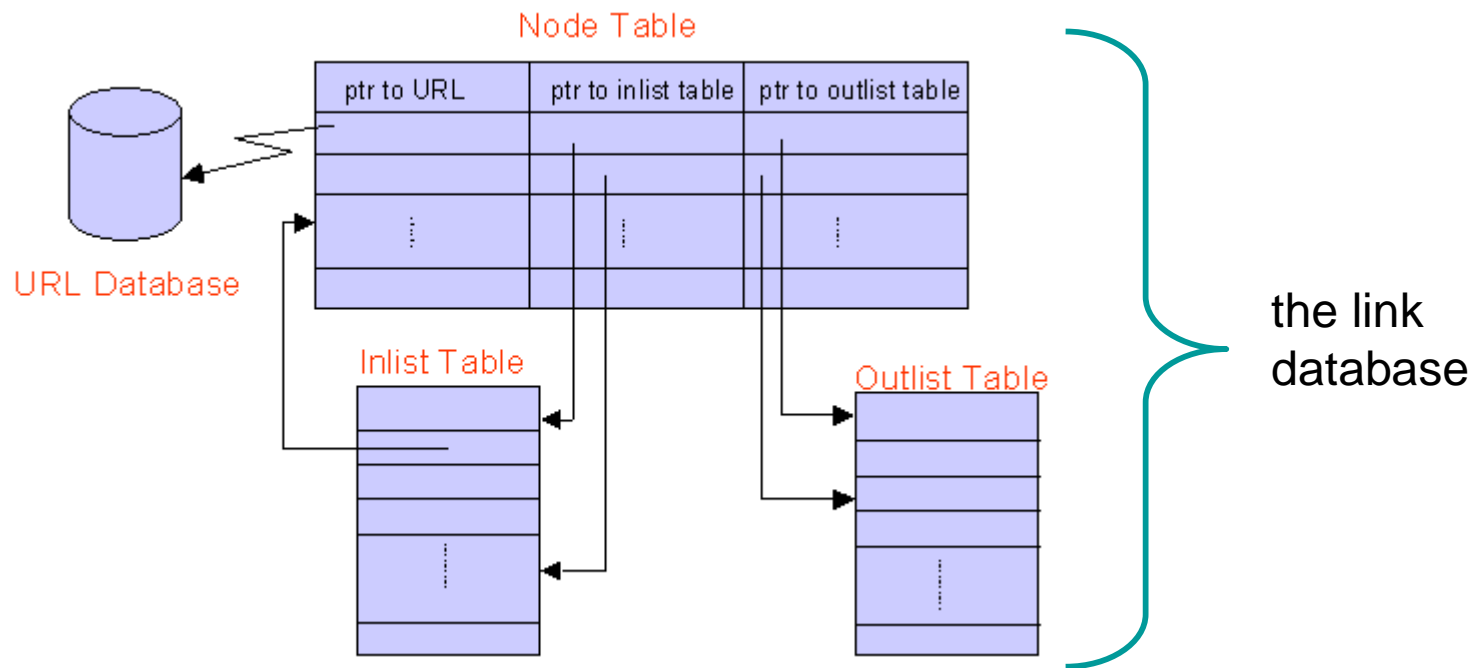 Node Table
ptr to URL ptr to inlist table ptr to outlist table
URL Database
Inlist Table
Outlist Table
the link
database